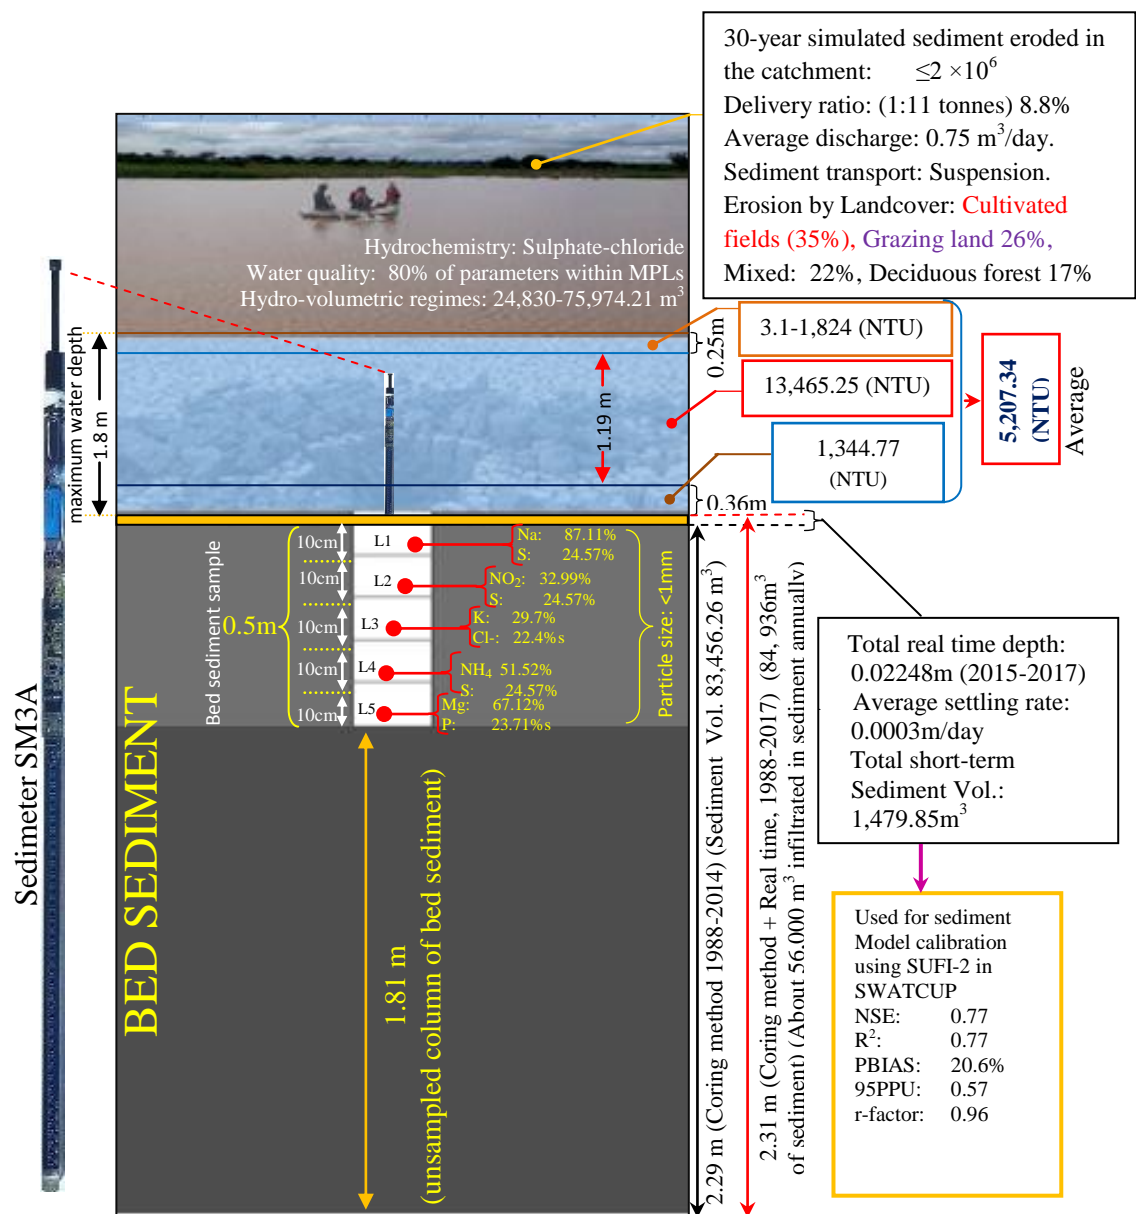 30-year simulated sediment eroded in
the catchment: ≤2 ×10⁶
Delivery ratio: (1:11 tonnes) 8.8%
Average discharge: 0.75 m³/day.
Sediment transport: Suspension.
Erosion by Landcover: Cultivated
fields (35%), Grazing land 26%,
Mixed: 22%, Deciduous forest 17%
Hydrochemistry: Sulphate-chloride
Water quality: 80% of parameters within MPLs
Hydro-volumetric regimes: 24,830-75,974.21 m³
Sedimeter SM3A
maximum water depth
1.8 m
0.25m
1.19 m
0.36m
3.1-1,824 (NTU)
13,465.25 (NTU)
1,344.77
(NTU)
5,207.34
(NTU)
Average
BED SEDIMENT
Bed sediment sample
0.5m
10cm
10cm
10cm
10cm
10cm
L1
L2
L3
L4
L5
Na: 87.11%
S: 24.57%
NO₂: 32.99%
S: 24.57%
K: 29.7%
Cl-: 22.4%s
NH₄ 51.52%
S: 24.57%
Mg: 67.12%
P: 23.71%s
Particle size: <1mm
1.81 m
(unsampled column of bed sediment)
2.29 m (Coring method 1988-2014) (Sediment Vol. 83,456.26 m³)
2.31 m (Coring method + Real time, 1988-2017) (84, 936m³
of sediment) (About 56.000 m³ infiltrated in sediment annually)
Total real time depth:
0.02248m (2015-2017)
Average settling rate:
0.0003m/day
Total short-term
Sediment Vol.:
1,479.85m³
Used for sediment
Model calibration
using SUFI-2 in
SWATCUP
NSE: 0.77
R²: 0.77
PBIAS: 20.6%
95PPU: 0.57
r-factor: 0.96